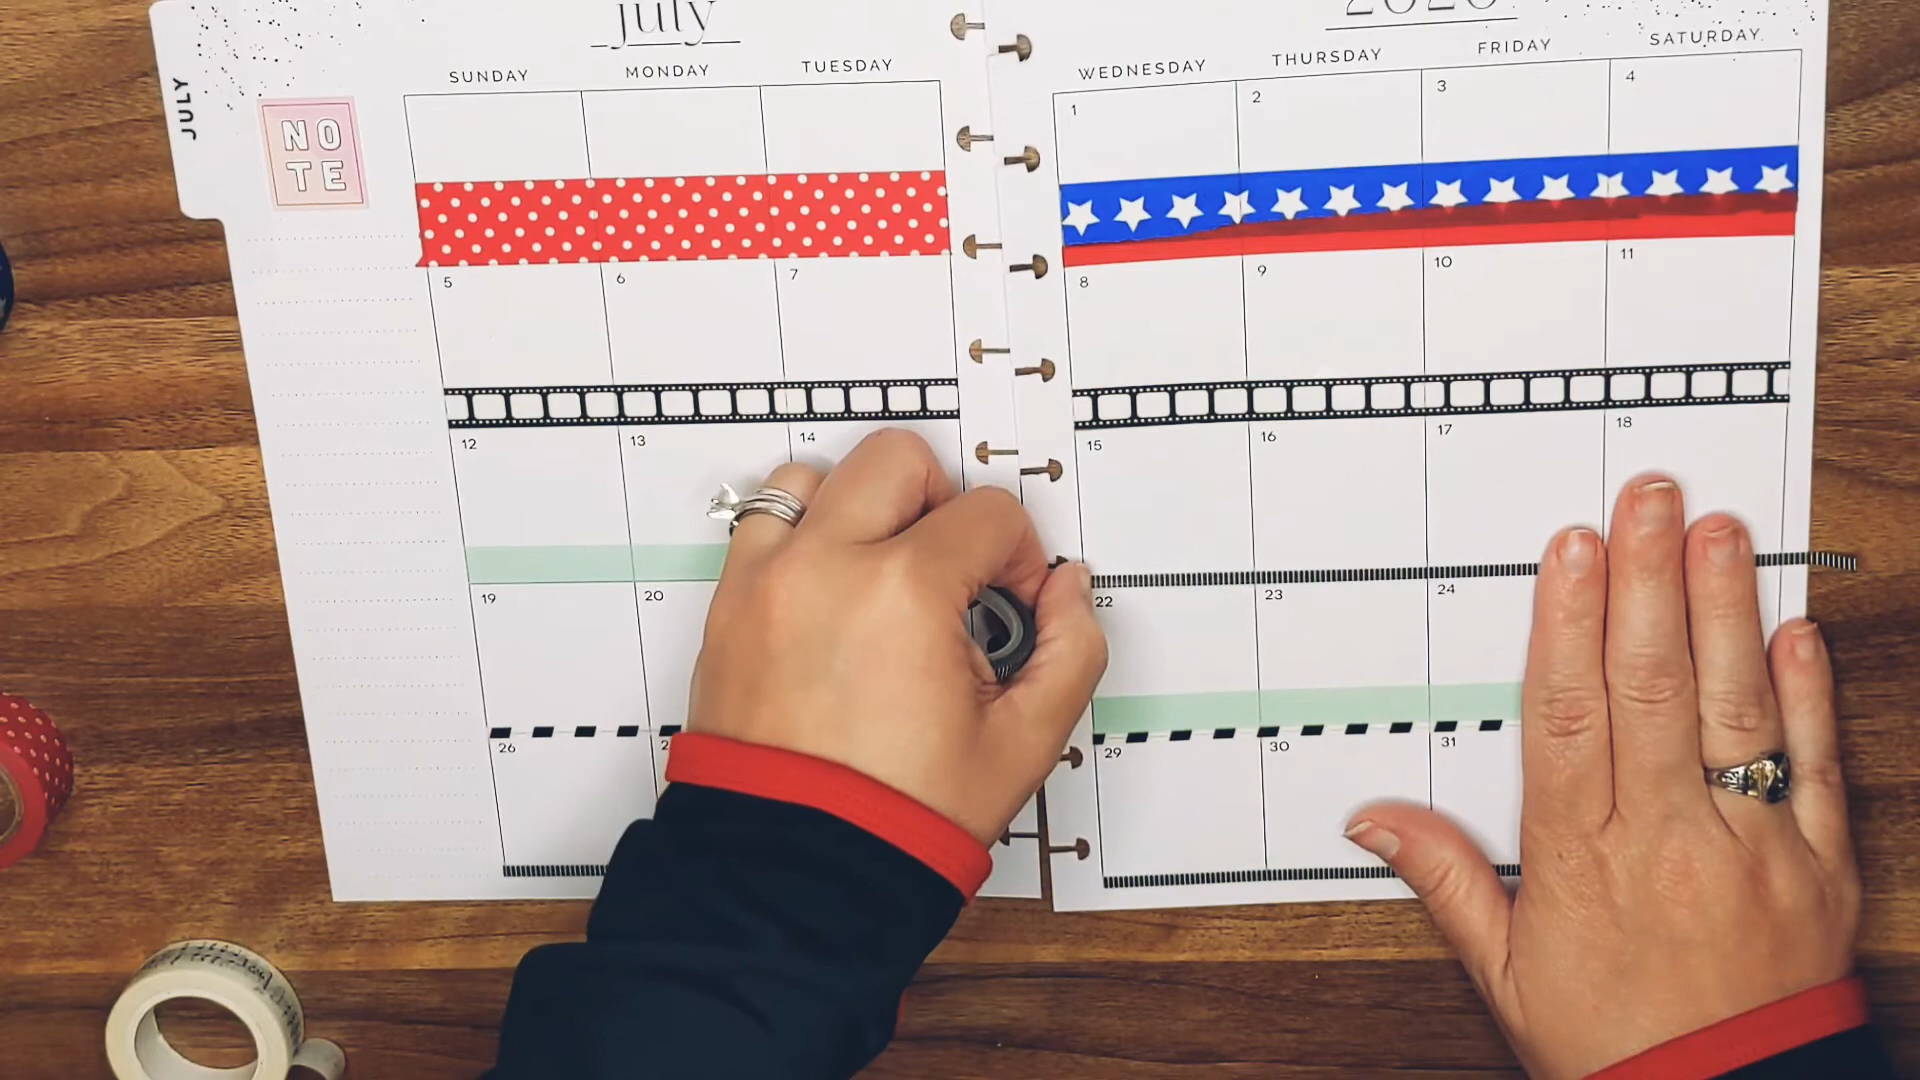 july
2020
SUNDAY MONDAY TUESDAY WEDNESDAY THURSDAY FRIDAY SATURDAY
JULY
NO
TE
1 2 3 4
5 6 7 8 9 10 11
12 13 14 15 16 17 18
19 20 22 23 24
26 29 30 31